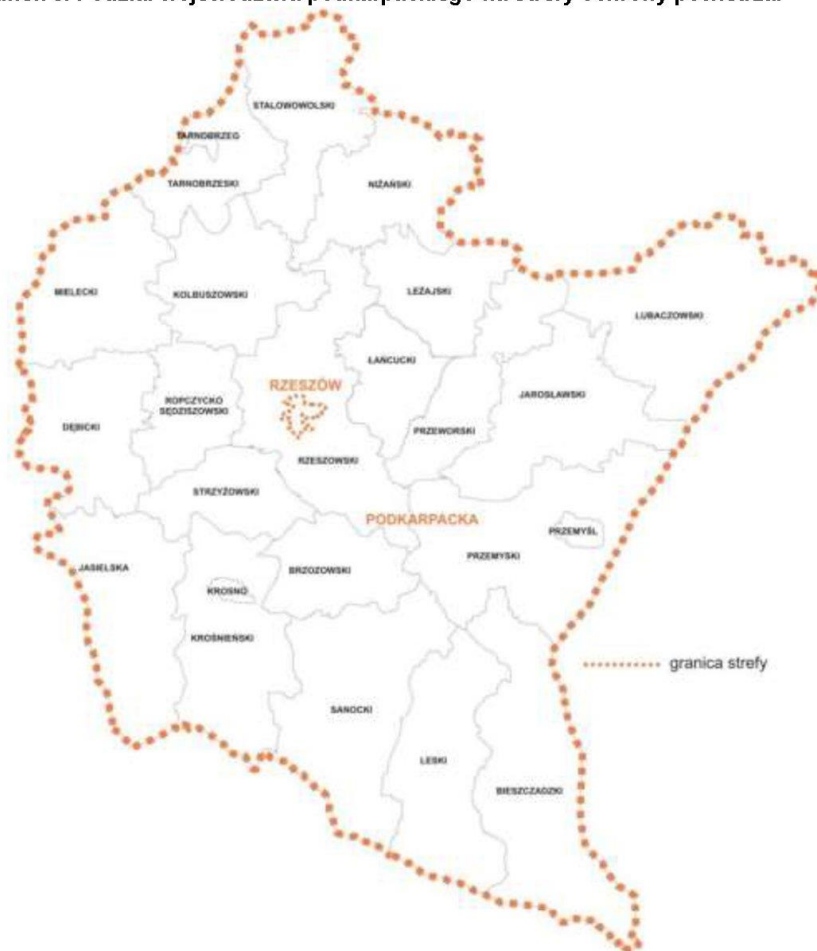 STALOWOWOLSKI
TARNOBRZEG
TARNOBRZESKI
NIŻAŃSKI
MIELECKI
KOLBUSZOWSKI
LEŻAJSKI
LUBACZOWSKI
ŁAŃCUCKI
RZESZÓW
JAROSŁAWSKI
ROPCZYCKO
SĘDZISZOWSKI
DĘBICKI
PRZEWORSKI
RZESZOWSKI
STRZYŻOWSKI
PODKARPACKA
PRZEMYŚL
PRZEMYSKI
JASIELSKA
BRZOZOWSKI
KROSNO
KROŚNIEŃSKI
granica strefy
SANOCKI
LESKI
BIESZCZADZKI